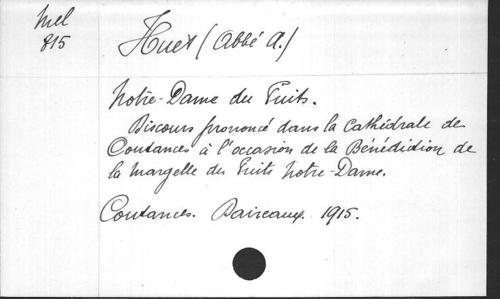 Mel
815
Huet (Abbé A.)
Notre-Dame du Puits.
Discours prononcé dans la Cathédrale de
Coutances à l'occasion de la Bénédiction de
la Margelle du Puits Notre-Dame.
Coutances. Daireaux. 1915.